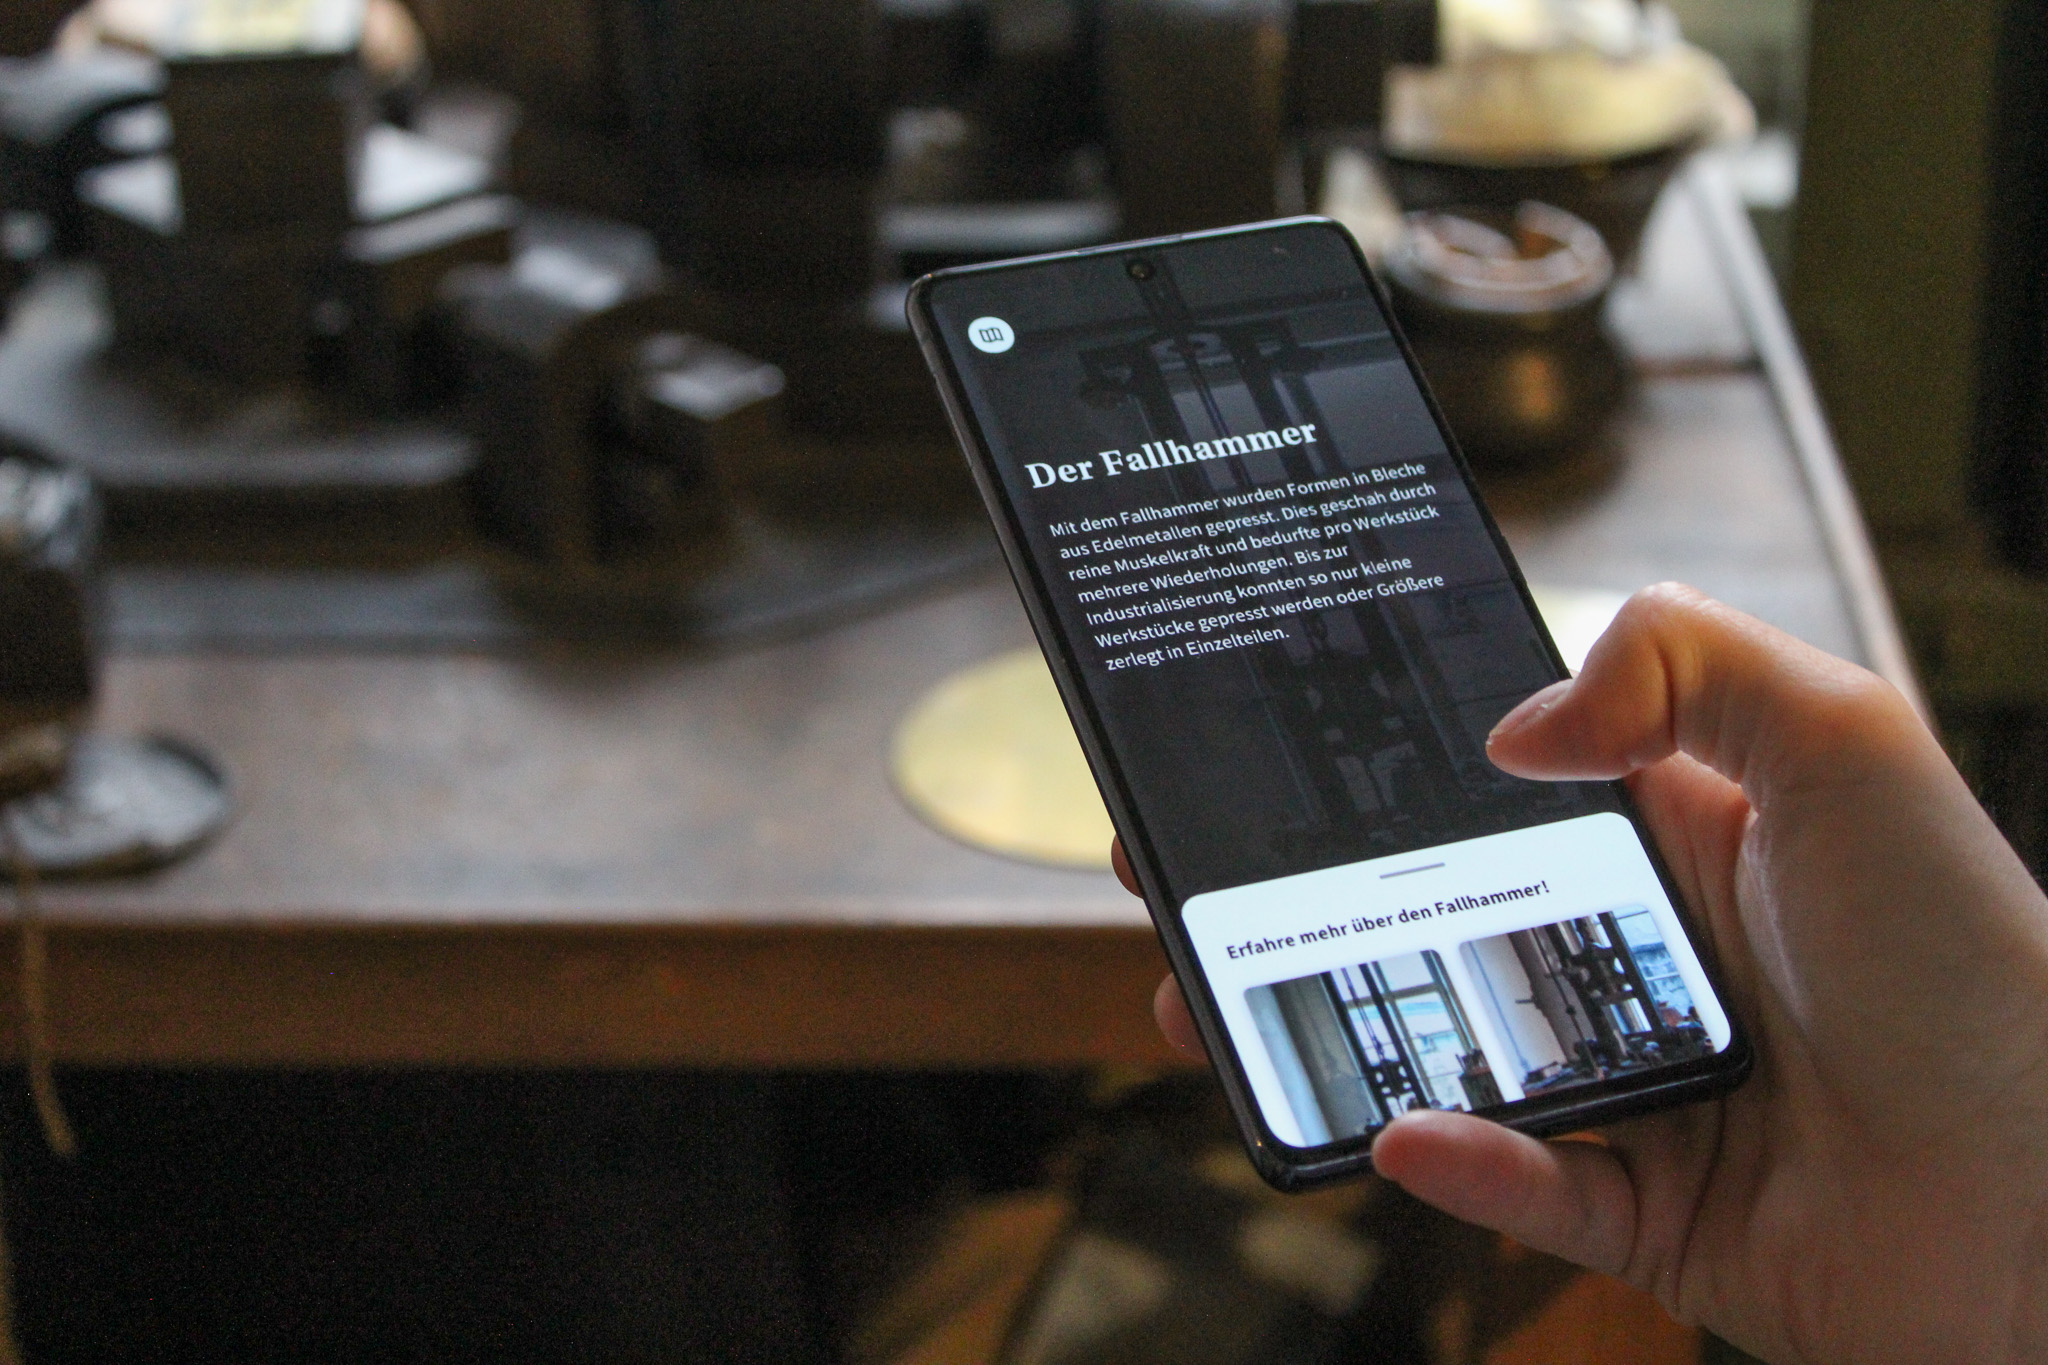 Der Fallhammer
Mit dem Fallhammer wurden Formen in Bleche
aus Edelmetallen gepresst. Dies geschah durch
reine Muskelkraft und bedurfte pro Werkstück
mehrere Wiederholungen. Bis zur
Industrialisierung konnten so nur kleine
Werkstücke gepresst werden oder Größere
zerlegt in Einzelteilen.
Erfahre mehr über den Fallhammer!